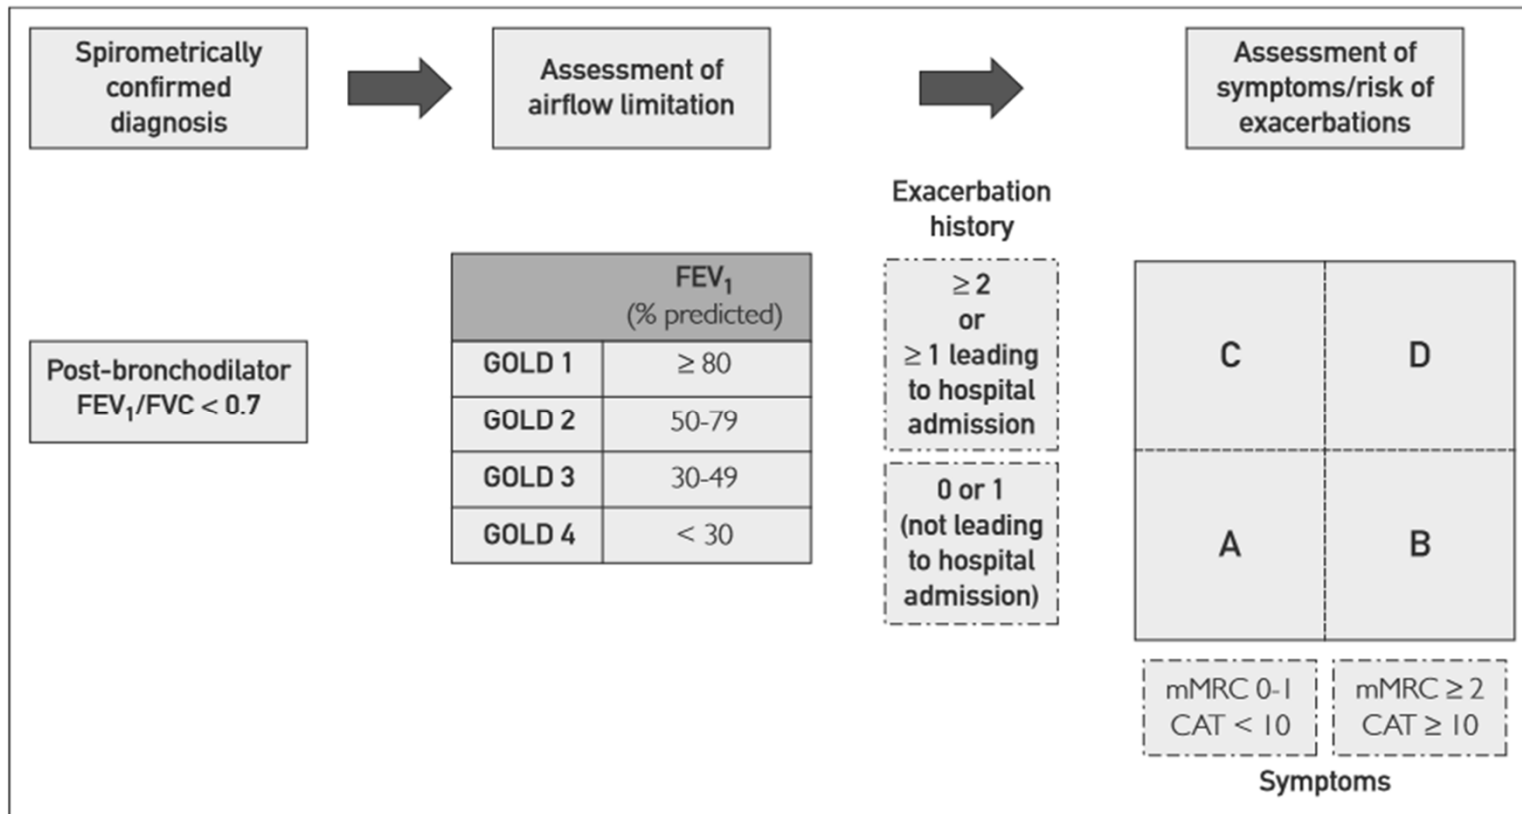 Spirometrically
confirmed
diagnosis
Assessment of
airflow limitation
Assessment of
symptoms/risk of
exacerbations
Post-bronchodilator
FEV₁/FVC < 0.7
FEV₁
(% predicted)
GOLD 1 ≥ 80
GOLD 2 50-79
GOLD 3 30-49
GOLD 4 < 30
Exacerbation
history
≥ 2
or
≥ 1 leading
to hospital
admission
0 or 1
(not leading
to hospital
admission)
C D
A B
mMRC 0-1
CAT < 10
mMRC ≥ 2
CAT ≥ 10
Symptoms